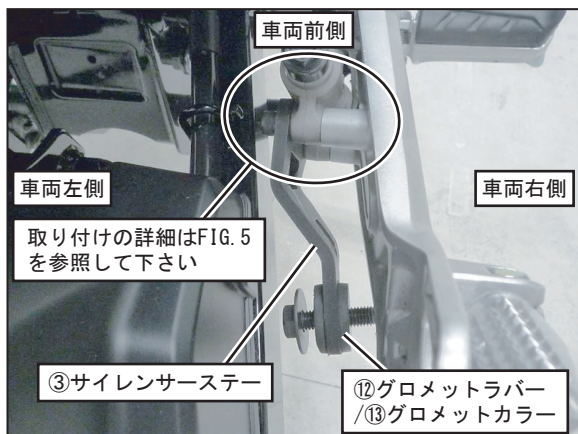 車両前側
車両左側
車両右側
取り付けの詳細はFIG.5
を参照して下さい
③サイレンサーステー
⑫グロメットラバー
/⑬グロメットカラー